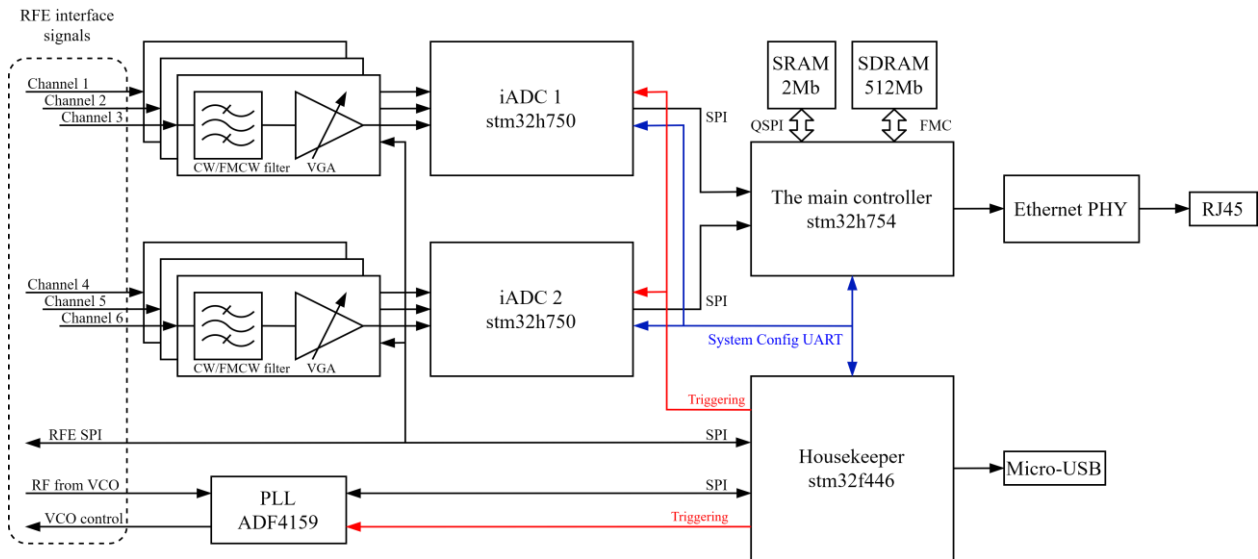 RFE interface
signals
Channel 1
Channel 2
Channel 3
CW/FMCW filter
VGA
iADC 1
stm32h750
SPI
SRAM
2Mb
SDRAM
512Mb
QSPI
FMC
The main controller
stm32h754
Ethernet PHY
RJ45
Channel 4
Channel 5
Channel 6
CW/FMCW filter
VGA
iADC 2
stm32h750
SPI
System Config UART
Triggering
RFE SPI
SPI
Housekeeper
stm32f446
Micro-USB
RF from VCO
VCO control
PLL
ADF4159
SPI
Triggering